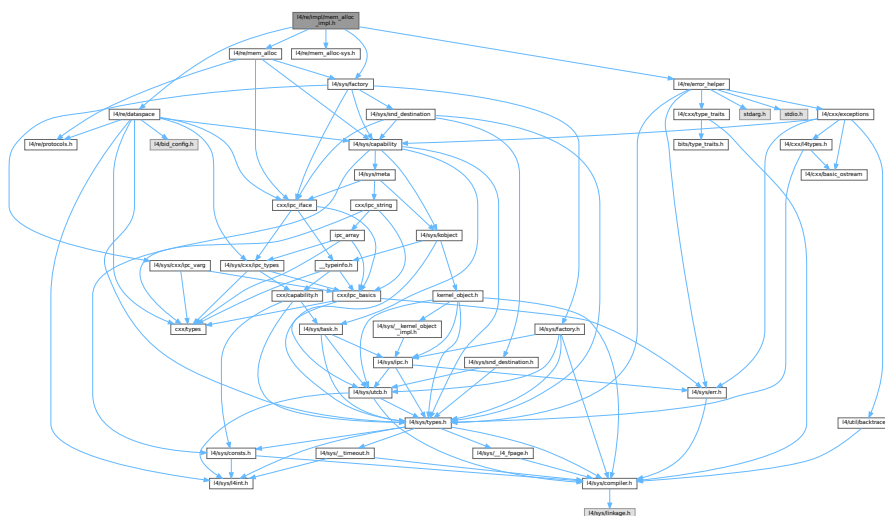 l4/re/impl/mem_alloc
_impl.h
l4/re/mem_alloc
l4/re/mem_alloc-sys.h
l4/sys/factory
l4/re/error_helper
l4/re/dataspace
l4/sys/snd_destination
l4/cxx/type_traits
stdarg.h
stdio.h
l4/cxx/exceptions
l4/re/protocols.h
l4/bid_config.h
l4/sys/capability
bits/type_traits.h
l4/cxx/l4types.h
l4/sys/meta
l4/cxx/basic_ostream
cxx/ipc_iface
cxx/ipc_string
ipc_array
l4/sys/kobject
l4/sys/cxx/ipc_varg
l4/sys/cxx/ipc_types
__typeinfo.h
cxx/capability.h
cxx/ipc_basics
kernel_object.h
cxx/types
l4/sys/task.h
l4/sys/__kernel_object
_impl.h
l4/sys/factory.h
l4/sys/ipc.h
l4/sys/snd_destination.h
l4/sys/utcb.h
l4/sys/err.h
l4/sys/types.h
l4/util/backtrace.h
l4/sys/consts.h
l4/sys/__timeout.h
l4/sys/__l4_fpage.h
l4/sys/l4int.h
l4/sys/compiler.h
l4/sys/linkage.h